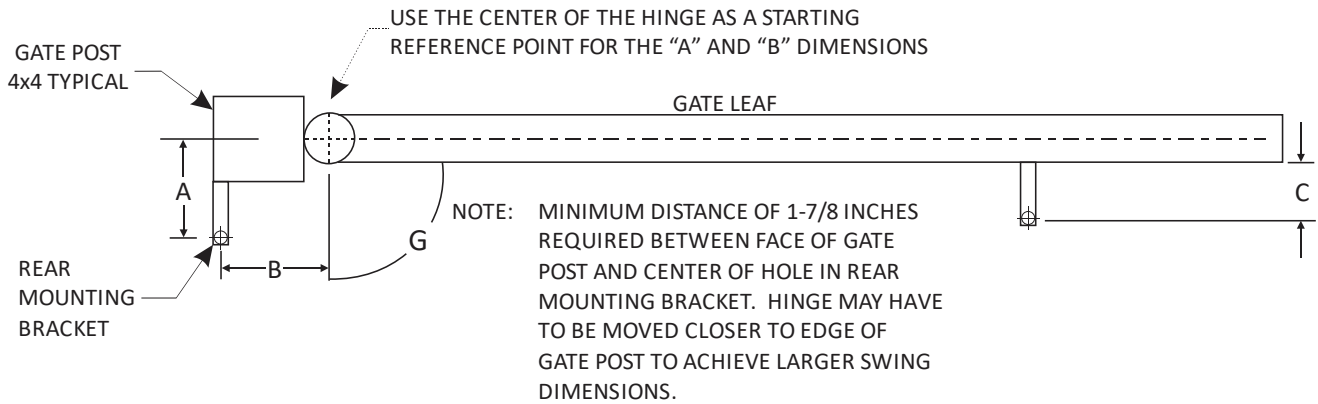 USE THE CENTER OF THE HINGE AS A STARTING
REFERENCE POINT FOR THE “A” AND “B” DIMENSIONS
GATE POST
4x4 TYPICAL
GATE LEAF
A
B
G
C
REAR
MOUNTING
BRACKET
NOTE: MINIMUM DISTANCE OF 1-7/8 INCHES
REQUIRED BETWEEN FACE OF GATE
POST AND CENTER OF HOLE IN REAR
MOUNTING BRACKET. HINGE MAY HAVE
TO BE MOVED CLOSER TO EDGE OF
GATE POST TO ACHIEVE LARGER SWING
DIMENSIONS.